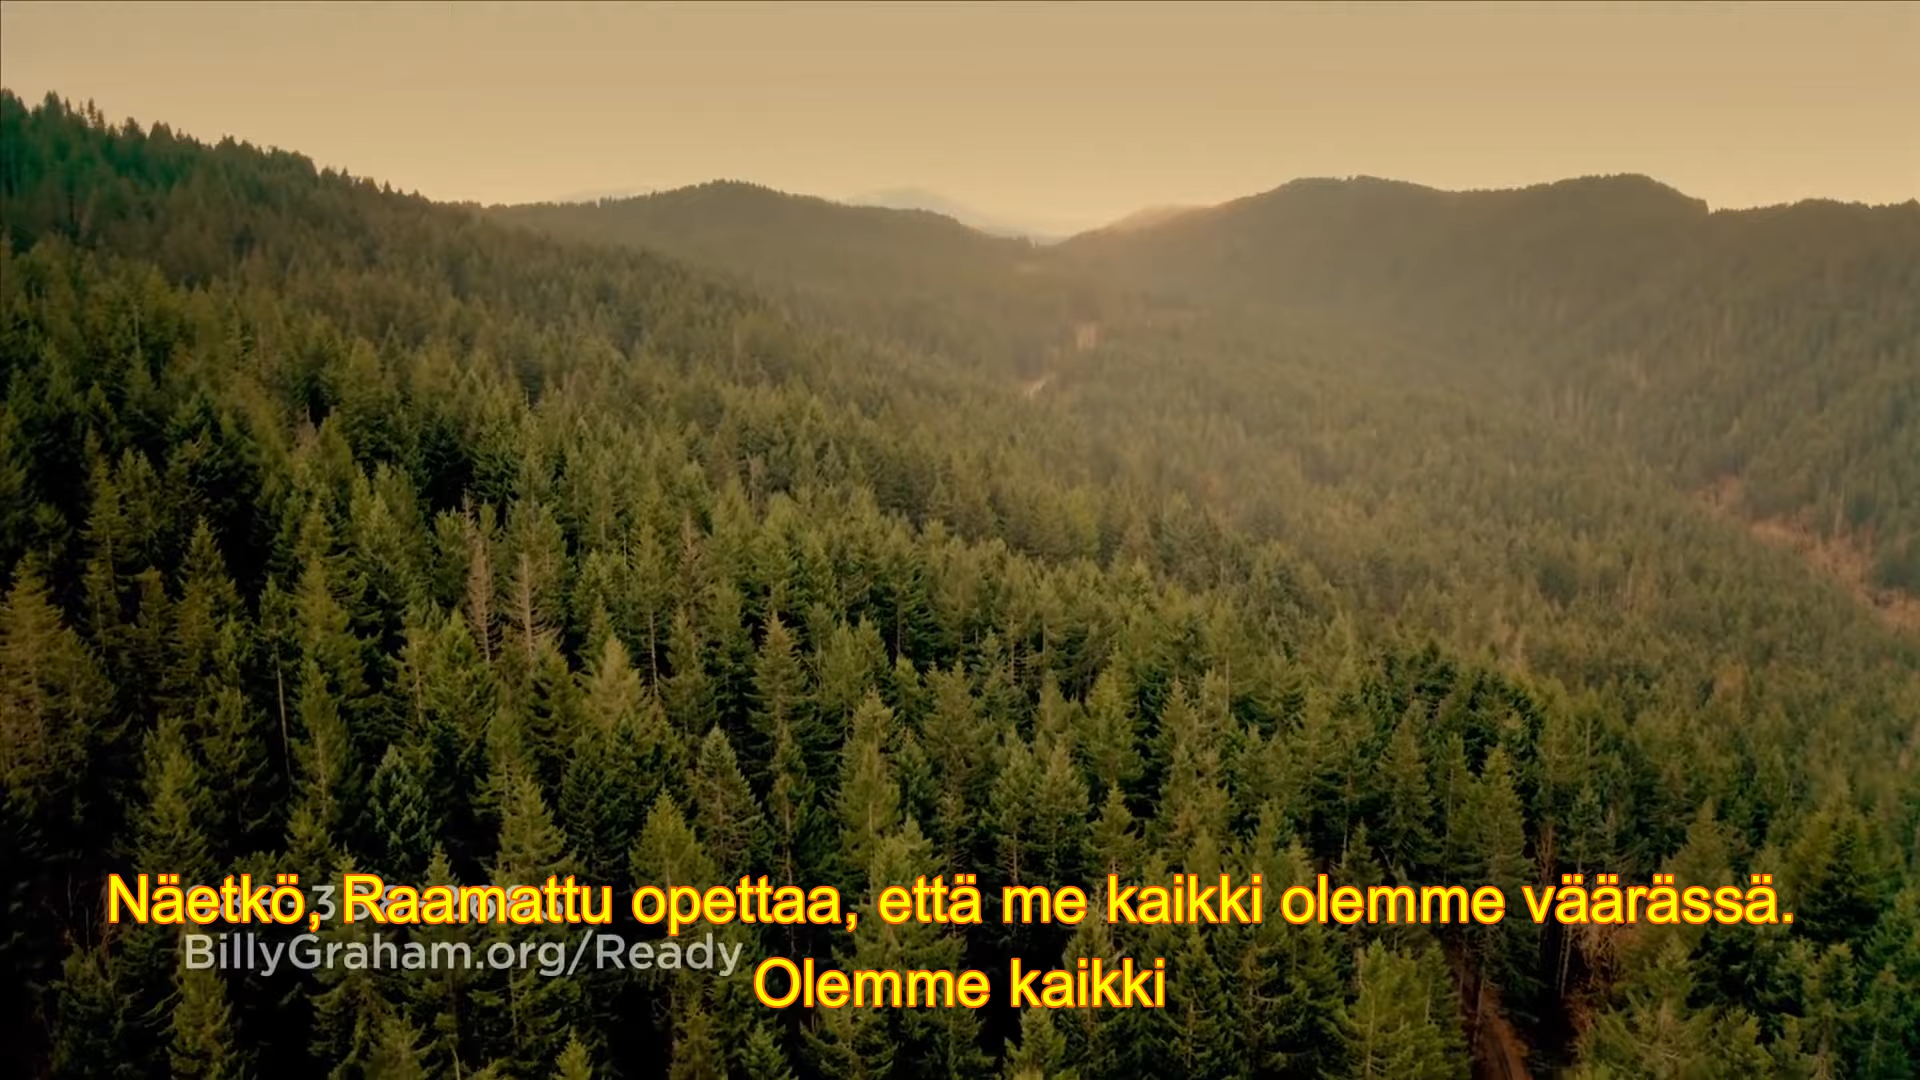 Näetkö, Raamattu opettaa, että me kaikki olemme väärässä.
BillyGraham.org/Ready
Olemme kaikki